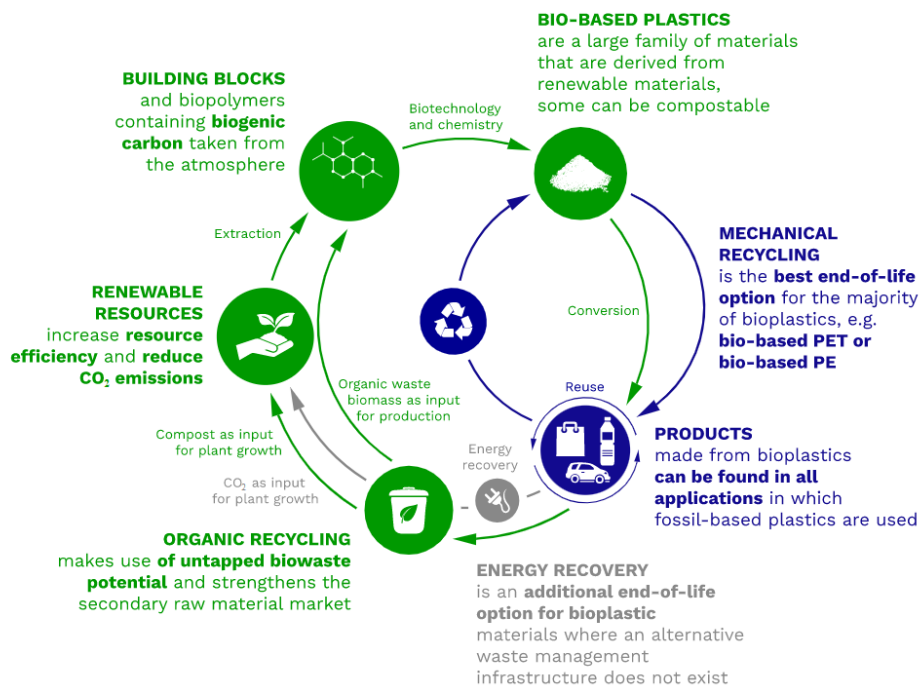 BIO-BASED PLASTICS
are a large family of materials
that are derived from
renewable materials,
some can be compostable
BUILDING BLOCKS
and biopolymers
containing biogenic
carbon taken from
the atmosphere
Biotechnology
and chemistry
Extraction
MECHANICAL
RECYCLING
is the best end-of-life
option for the majority
of bioplastics, e.g.
bio-based PET or
bio-based PE
RENEWABLE
RESOURCES
increase resource
efficiency and reduce
CO₂ emissions
Conversion
Organic waste
biomass as input
for production
Reuse
Compost as input
for plant growth
Energy
recovery
PRODUCTS
made from bioplastics
can be found in all
applications in which
fossil-based plastics are used
CO₂ as input
for plant growth
ORGANIC RECYCLING
makes use of untapped biowaste
potential and strengthens the
secondary raw material market
ENERGY RECOVERY
is an additional end-of-life
option for bioplastic
materials where an alternative
waste management
infrastructure does not exist